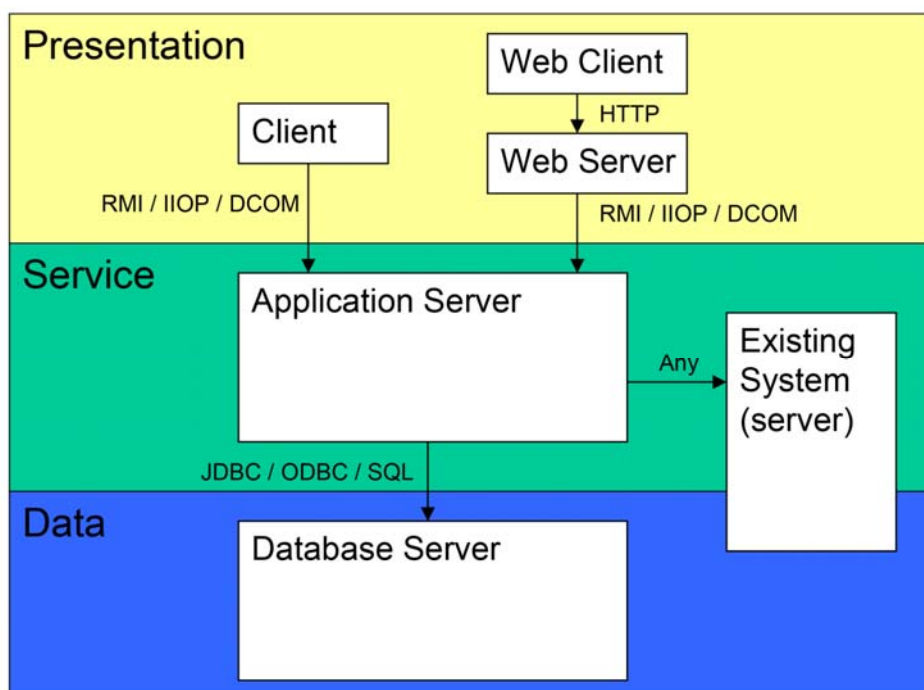 Presentation
Web Client
HTTP
Client
Web Server
RMI / IIOP / DCOM
RMI / IIOP / DCOM
Service
Application Server
Any
Existing
System
(server)
JDBC / ODBC / SQL
Data
Database Server